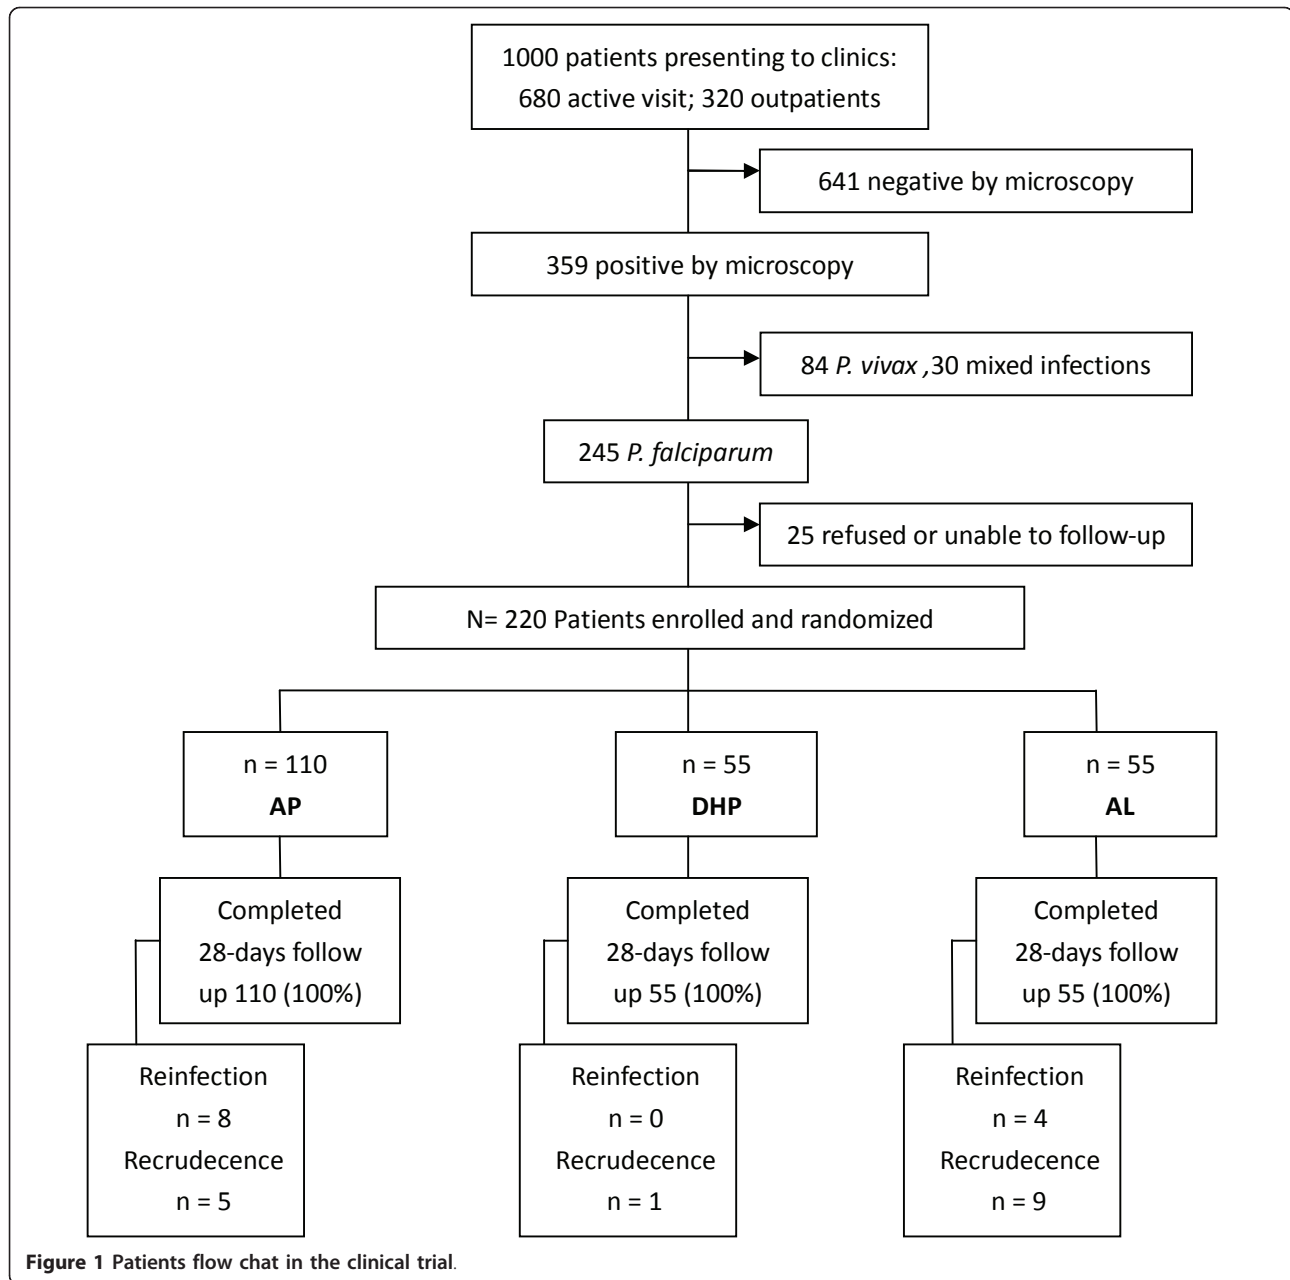 1000 patients presenting to clinics:
680 active visit; 320 outpatients
641 negative by microscopy
359 positive by microscopy
84 P. vivax ,30 mixed infections
245 P. falciparum
25 refused or unable to follow-up
N= 220 Patients enrolled and randomized
n = 110
AP
n = 55
DHP
n = 55
AL
Completed
28-days follow
up 110 (100%)
Completed
28-days follow
up 55 (100%)
Completed
28-days follow
up 55 (100%)
Reinfection
n = 8
Recrudecence
n = 5
Reinfection
n = 0
Recrudecence
n = 1
Reinfection
n = 4
Recrudecence
n = 9
Figure 1 Patients flow chat in the clinical trial.